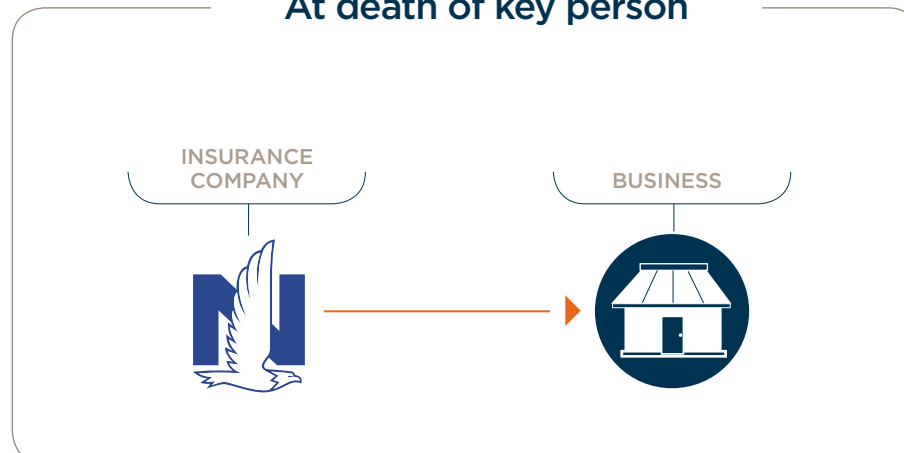 At death of key person
INSURANCE
COMPANY
BUSINESS
N